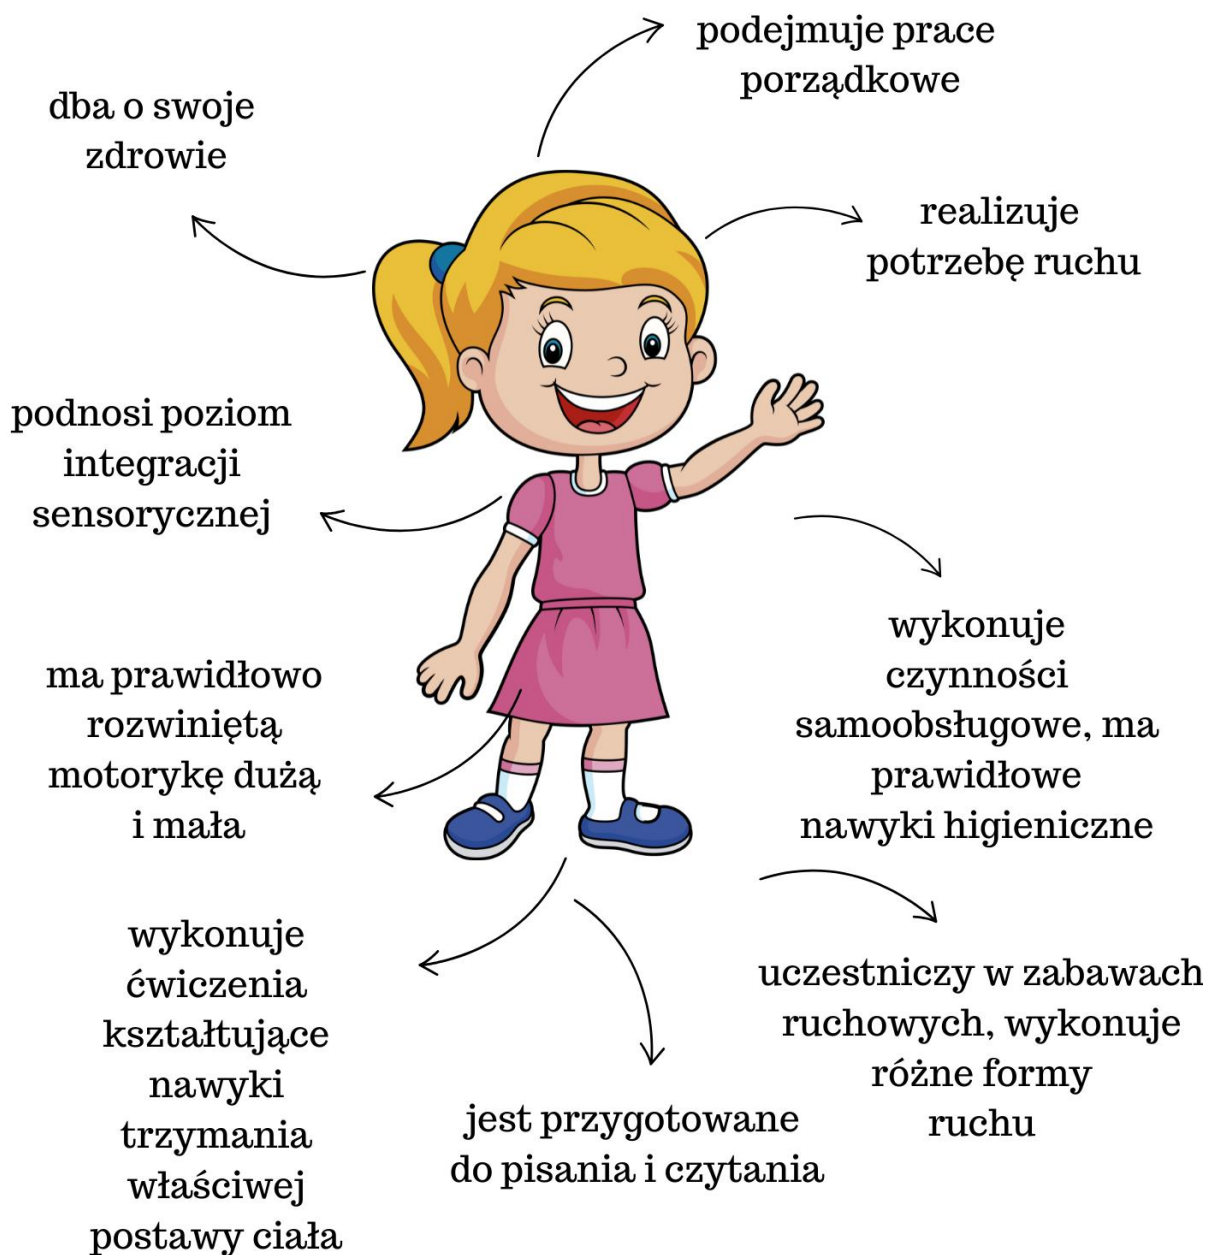 podejmuje prace
porządkowe
dba o swoje
zdrowie
realizuje
potrzebę ruchu
podnosi poziom
integracji
sensorycznej
wykonuje
czynności
samoobsługowe, ma
prawidłowe
nawyki higieniczne
ma prawidłowo
rozwiniętą
motorykę dużą
i mała
wykonuje
ćwiczenia
kształtujące
nawyki
trzymania
właściwej
postawy ciała
uczestniczy w zabawach
ruchowych, wykonuje
różne formy
ruchu
jest przygotowane
do pisania i czytania